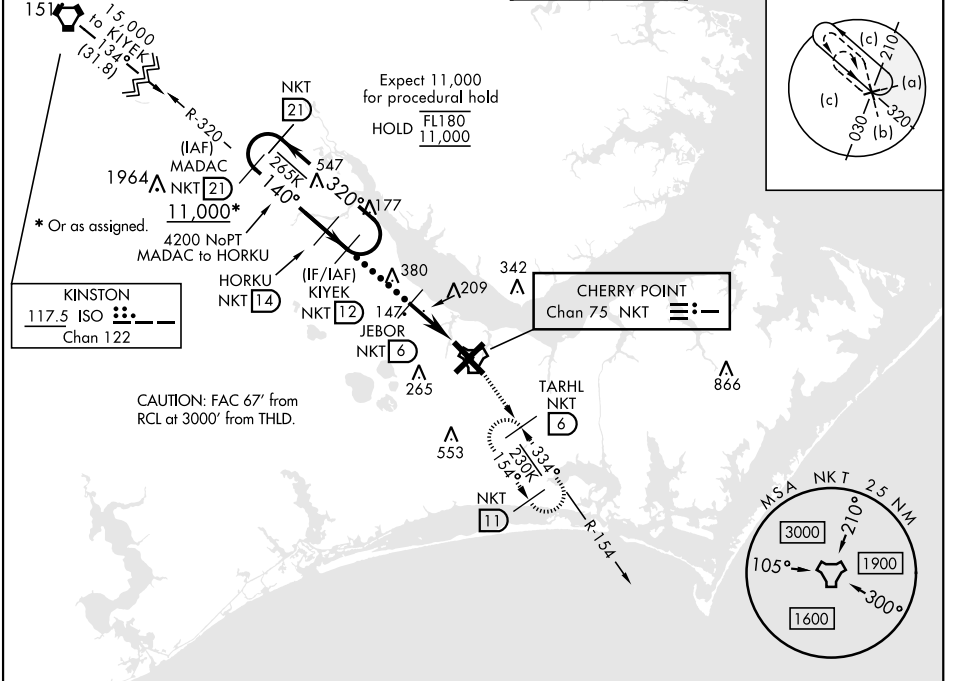 151
15,000
to KIYEK
134°
(31.8)
R-320
(IAF)
MADAC
NKT 21
11,000*
1964
* Or as assigned.
4200 NoPT
MADAC to HORKU
NKT
21
265K
140°
320°
547
177
Expect 11,000
for procedural hold
HOLD FL180
11,000
HORKU
NKT 14
(IF/IAF)
KIYEK
NKT 12
380
147
209
342
JEBOR
NKT 6
265
KINSTON
117.5 ISO
Chan 122
CHERRY POINT
Chan 75 NKT
866
CAUTION: FAC 67' from
RCL at 3000' from THLD.
553
TARHL
NKT
6
230K
154°
334°
NKT
11
R-154
(c)
210
(a)
(c)
320
030
(b)
MSA NKT 25 NM
3000
210°
105°
1900
300°
1600